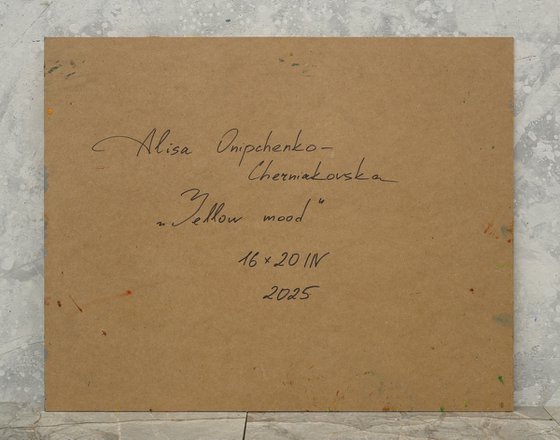 Alisa Onipchenko-
Cherniakovska
„Yellow mood"
16 × 20 IN
2025